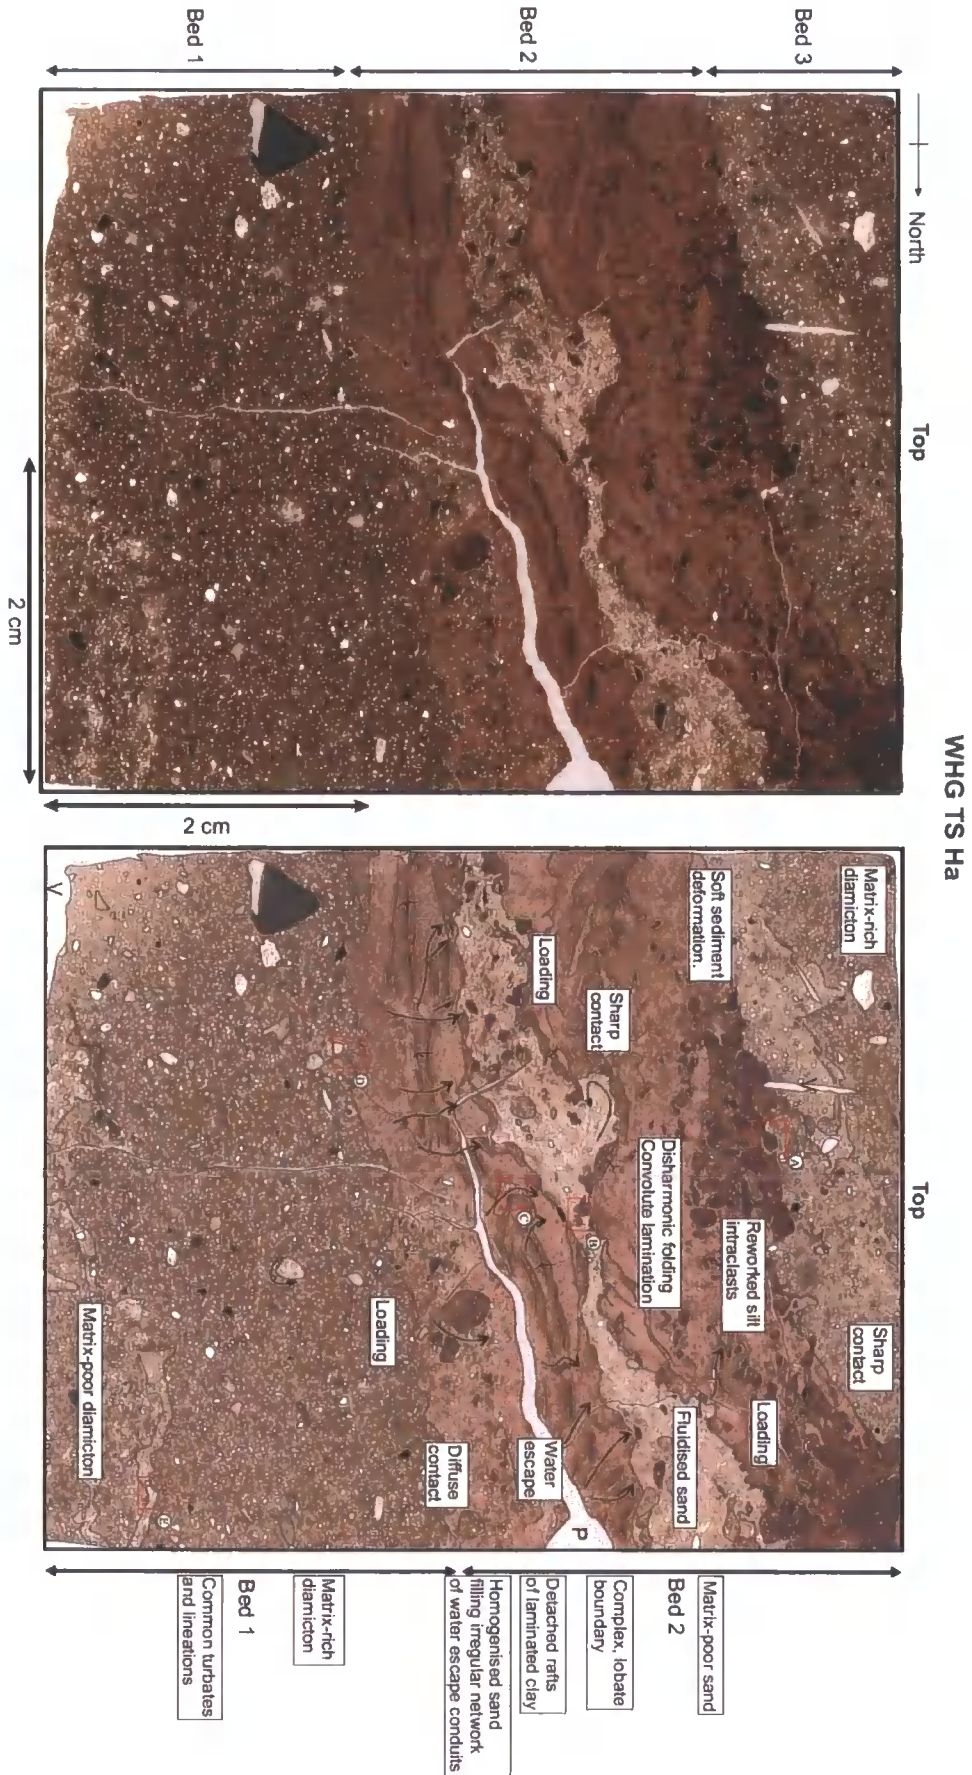 WHG TS Ha
Top
North
Bed 3
Bed 2
Bed 1
2 cm
2 cm
Top
Matrix-rich
diamicton
Sharp
contact
A
Soft sediment
deformation.
Reworked silt
intraclasts
Loading
Matrix-poor sand
Sharp
contact
Disharmonic folding
Convolute lamination
Fluidised sand
Bed 2
Complex, lobate
boundary
Loading
B
C
Water
escape
P
Detached rafts
of laminated clay
Homogenised sand
filling irregular network
of water escape conduits
D
Loading
Diffuse
contact
Matrix-rich
diamicton
Bed 1
Common turbates
and lineations
E
Matrix-poor diamicton
V
V